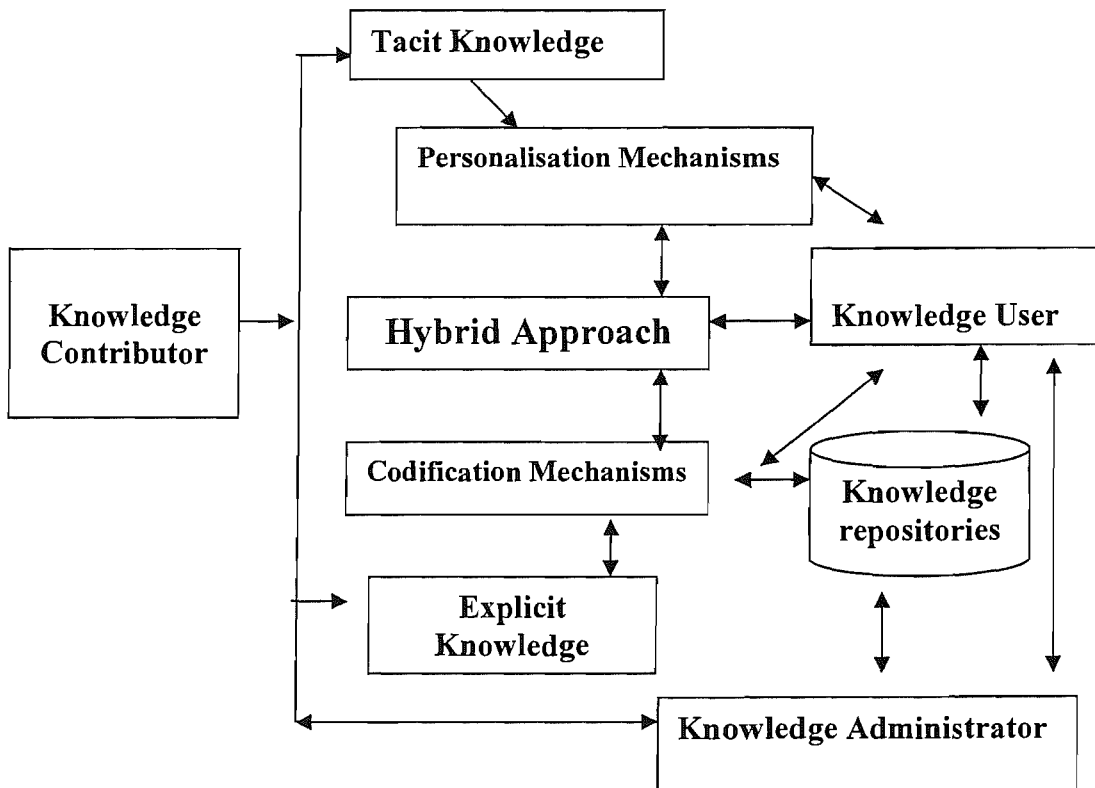 Tacit Knowledge
Personalisation Mechanisms
Knowledge
Contributor
Hybrid Approach
Knowledge User
Codification Mechanisms
Knowledge
repositories
Explicit
Knowledge
Knowledge Administrator